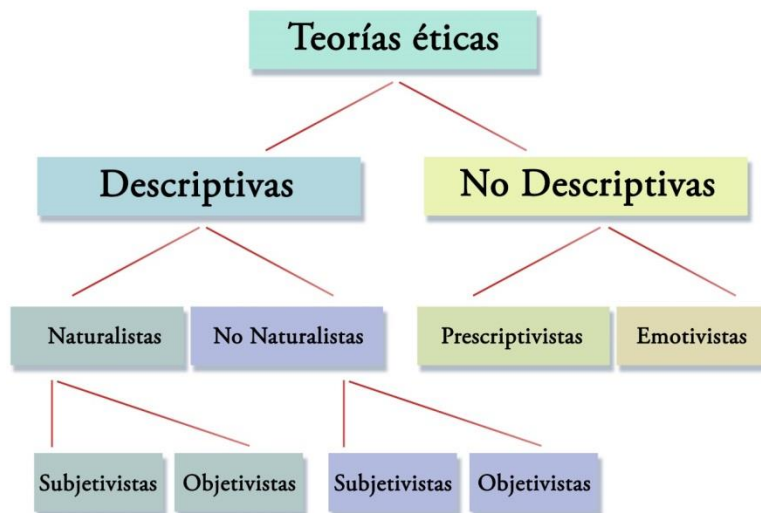 Teorías éticas
Descriptivas
No Descriptivas
Naturalistas
No Naturalistas
Prescriptivistas
Emotivistas
Subjetivistas
Objetivistas
Subjetivistas
Objetivistas